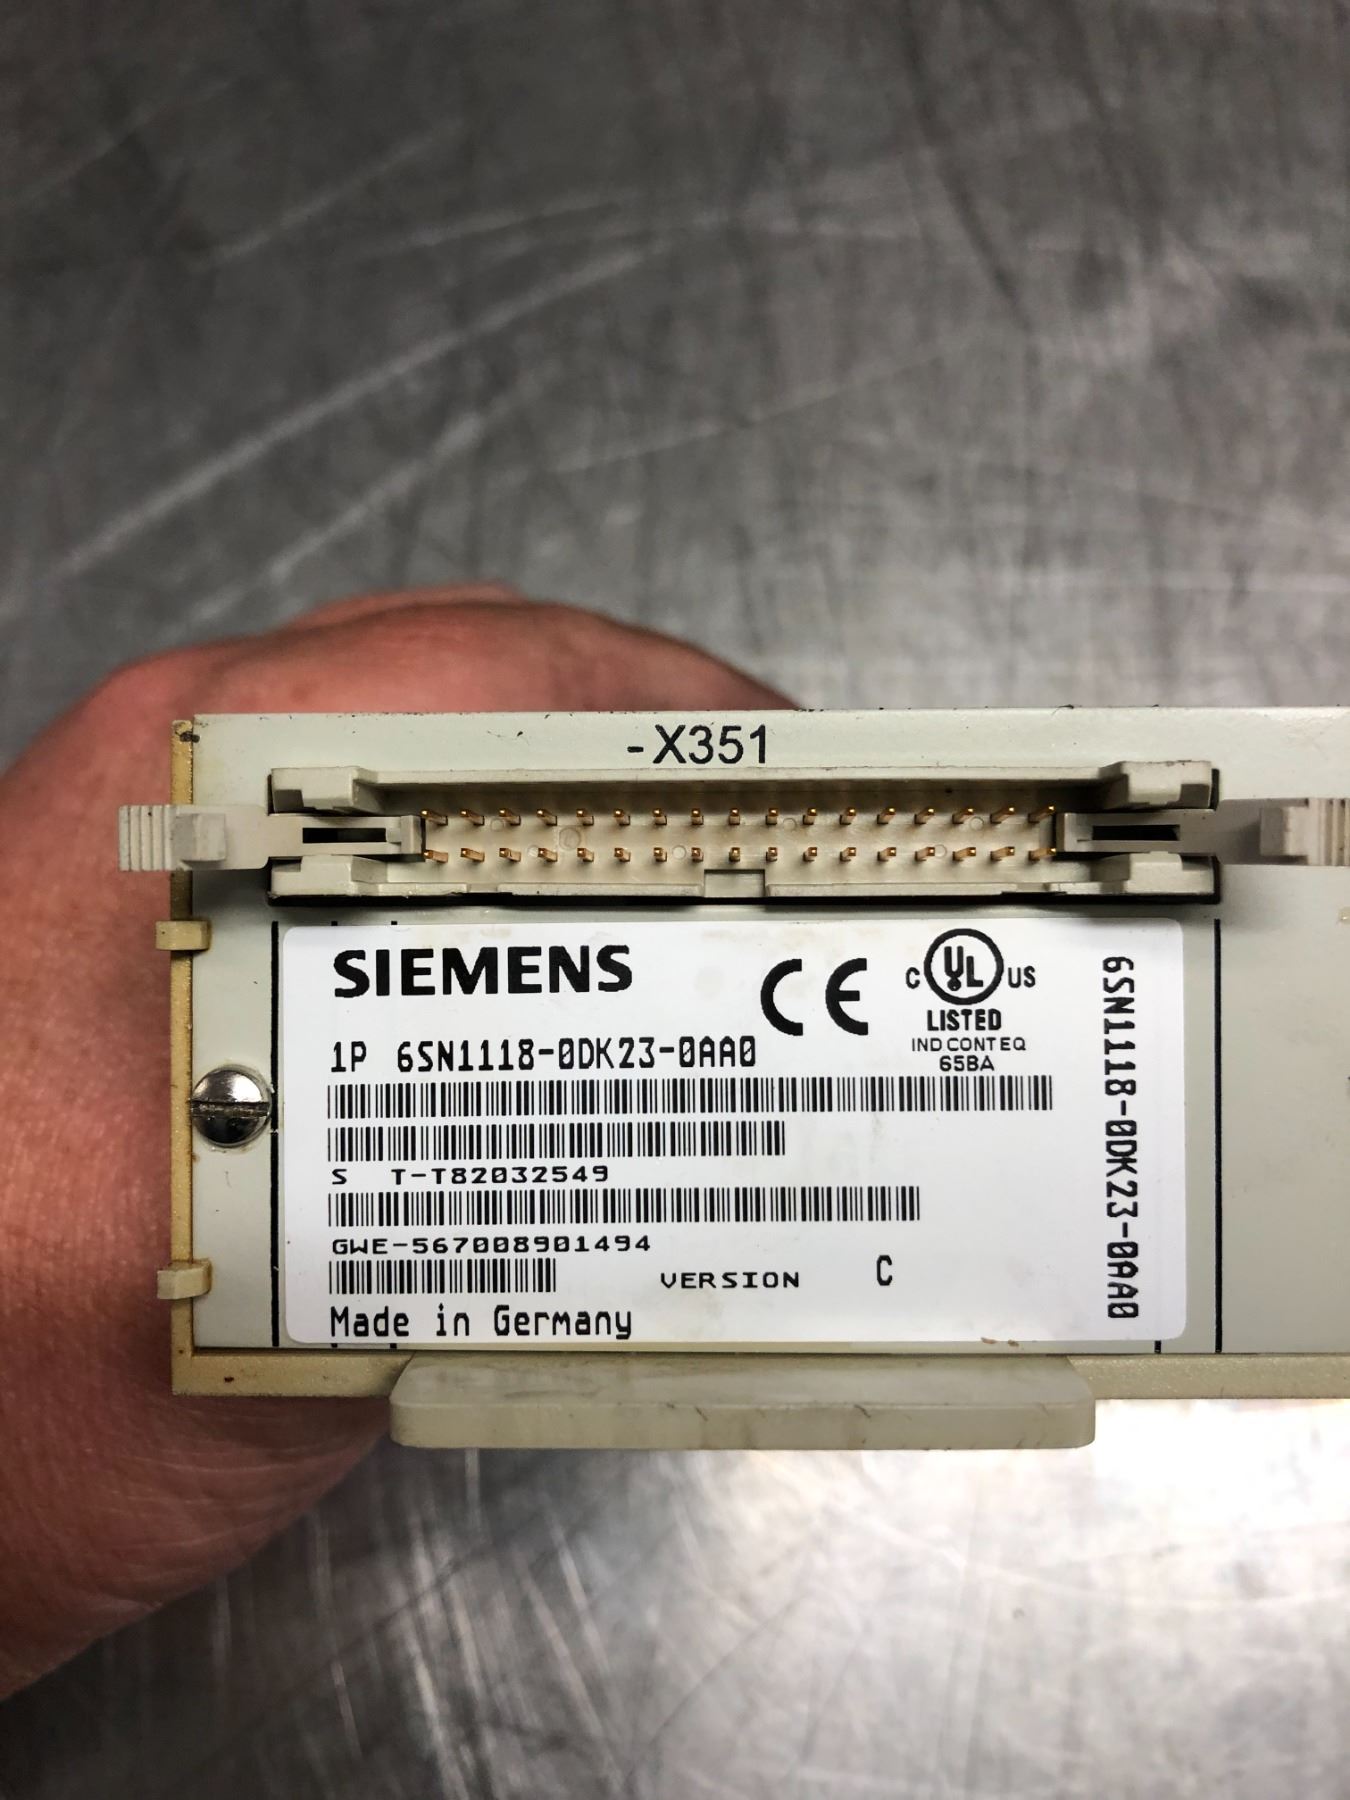 -X351
SIEMENS
CE
C UL US
LISTED
IND CONT EQ
65BA
1P 6SN1118-0DK23-0AA0
S T-T82032549
GWE-567008901494
VERSION C
Made in Germany
6SN1118-0DK23-0AA0